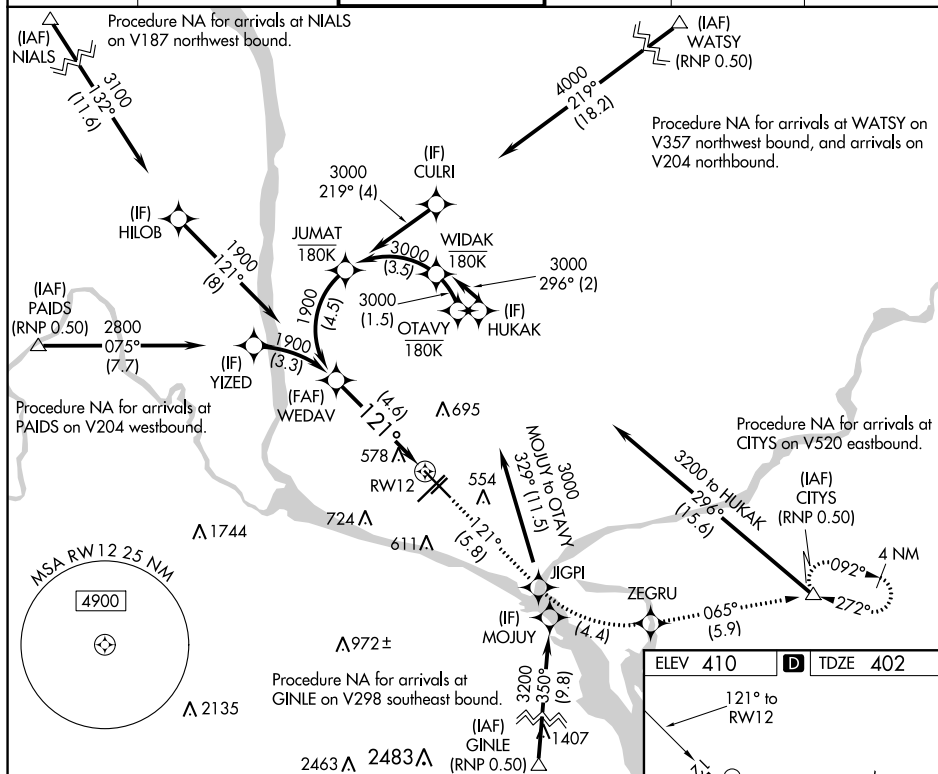 Procedure NA for arrivals at NIALS
on V187 northwest bound.
(IAF)
NIALS
3100
132°
(11.6)
(IAF)
WATSY
(RNP 0.50)
4000
219°
(18.2)
Procedure NA for arrivals at WATSY on
V357 northwest bound, and arrivals on
V204 northbound.
(IF)
CULRI
3000
219° (4)
(IF)
HILOB
1900
121°
(8)
JUMAT
180K
3000
(3.5)
WIDAK
180K
3000
296° (2)
1900
(4.5)
3000
(1.5)
OTAVY
180K
(IF)
HUKAK
(IAF)
PAIDS
(RNP 0.50)
2800
075°
(7.7)
(IF)
YIZED
1900
(3.3)
(FAF)
WEDAV
(4.6)
121°
695
Procedure NA for arrivals at
PAIDS on V204 westbound.
Procedure NA for arrivals at
CITYS on V520 eastbound.
578
RW12
554
MOJUY to OTAVY
3000
329° (11.5)
3200 to HUKAK
296°
(15.6)
(IAF)
CITYS
(RNP 0.50)
1744
724
611
121°
(5.8)
4 NM
092°
272°
JIGPI
ZEGRU
065°
(5.9)
(IF)
MOJUY
(4.4)
MSA RW12 25 NM
4900
972±
Procedure NA for arrivals at
GINLE on V298 southeast bound.
3200
350°
(9.8)
2135
(IAF)
GINLE
(RNP 0.50)
1407
2463
2483
ELEV 410
D
TDZE 402
121° to
RW12